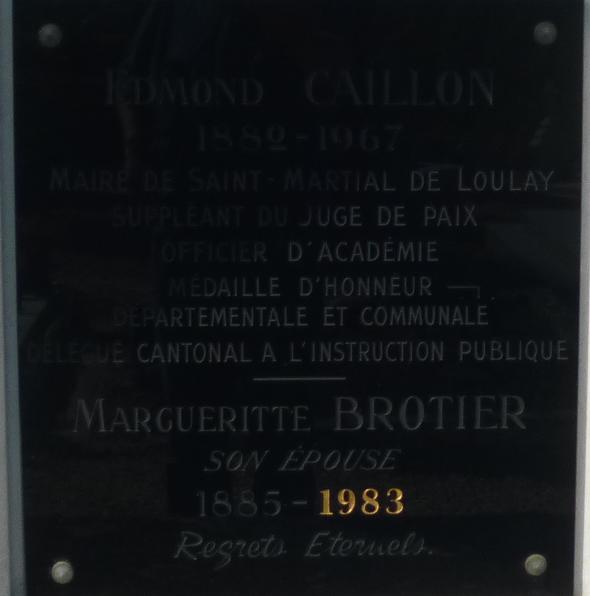 EDMOND CAILLON
1882-1967
MAIRE DE SAINT-MARTIAL DE LOULAY
SUPPLÉANT DU JUGE DE PAIX
OFFICIER D'ACADÉMIE
MÉDAILLE D'HONNEUR
DÉPARTEMENTALE ET COMMUNALE
DÉLÉGUÉ CANTONAL A L'INSTRUCTION PUBLIQUE
MARGUERITTE BROTIER
SON ÉPOUSE
1885-1983
Regrets Eternels.